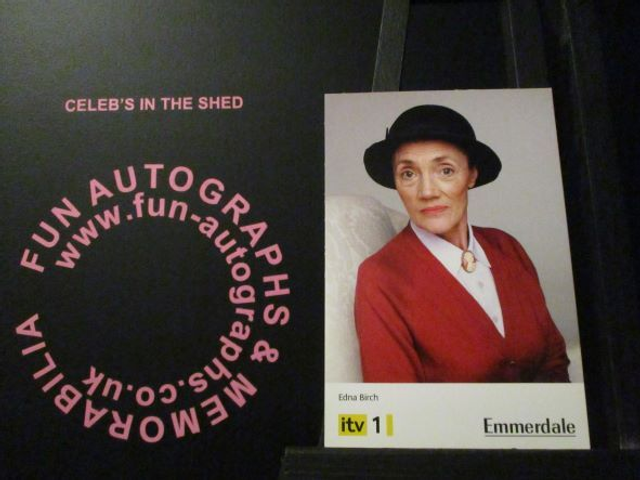 CELEB'S IN THE SHED
FUN AUTOGRAPHS & MEMORABILIA
www.fun-autographs.co.uk
Edna Birch
itv 1
Emmerdale